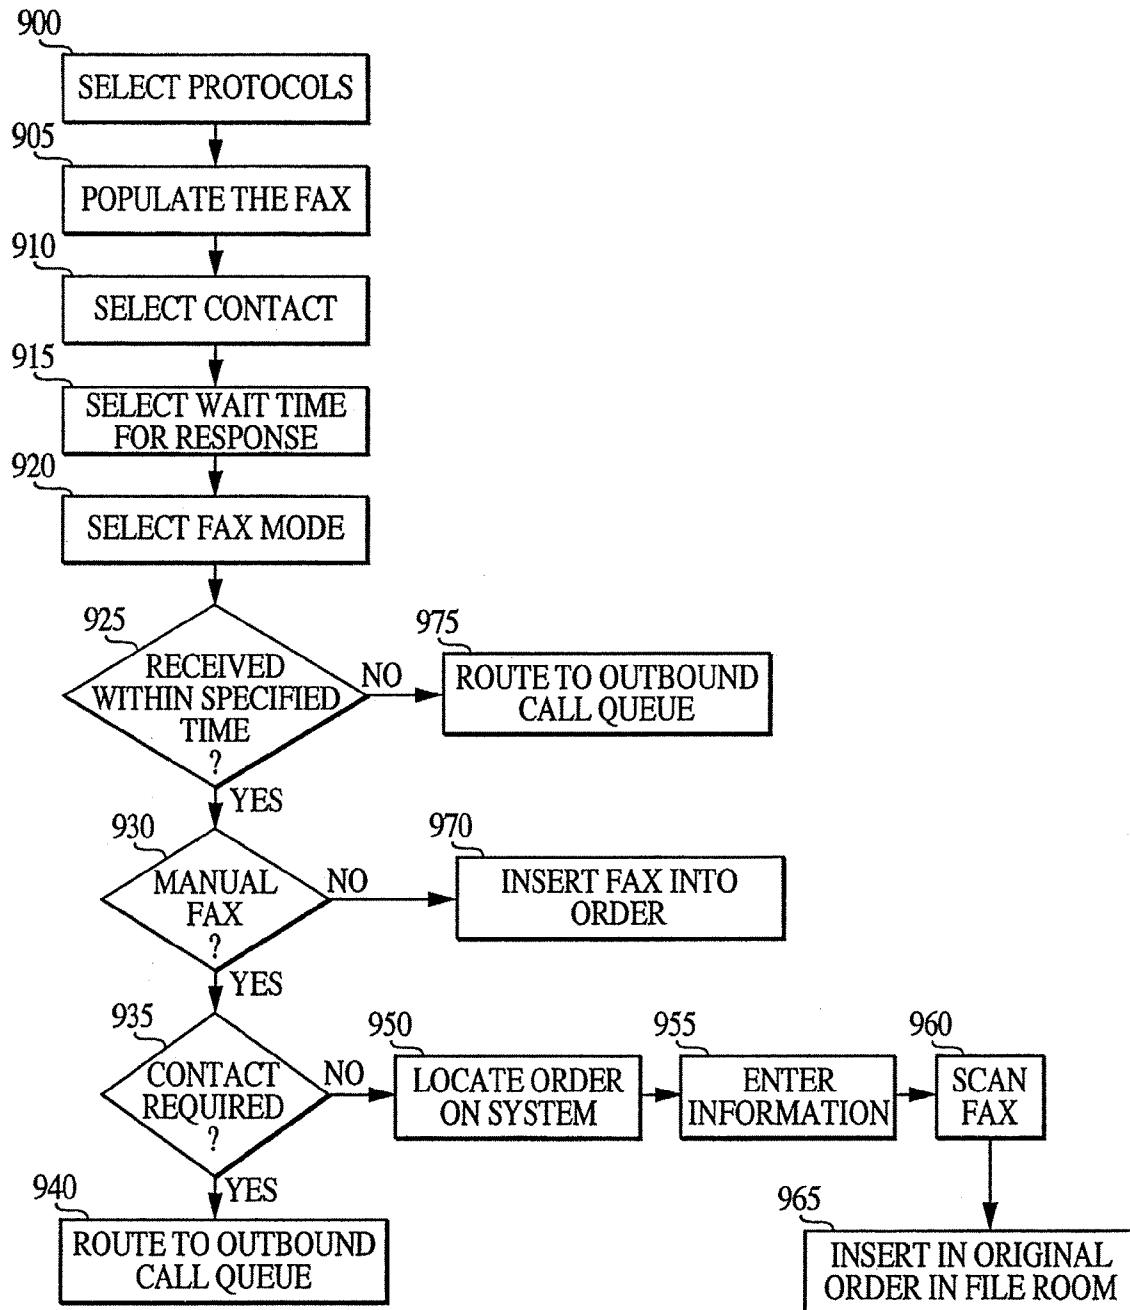 900
SELECT PROTOCOLS
905
POPULATE THE FAX
910
SELECT CONTACT
915
SELECT WAIT TIME
FOR RESPONSE
920
SELECT FAX MODE
925
RECEIVED
WITHIN SPECIFIED
TIME
?
NO
975
ROUTE TO OUTBOUND
CALL QUEUE
YES
930
MANUAL
FAX
?
NO
970
INSERT FAX INTO
ORDER
YES
935
CONTACT
REQUIRED
?
NO
950
LOCATE ORDER
ON SYSTEM
955
ENTER
INFORMATION
960
SCAN
FAX
YES
940
ROUTE TO OUTBOUND
CALL QUEUE
965
INSERT IN ORIGINAL
ORDER IN FILE ROOM